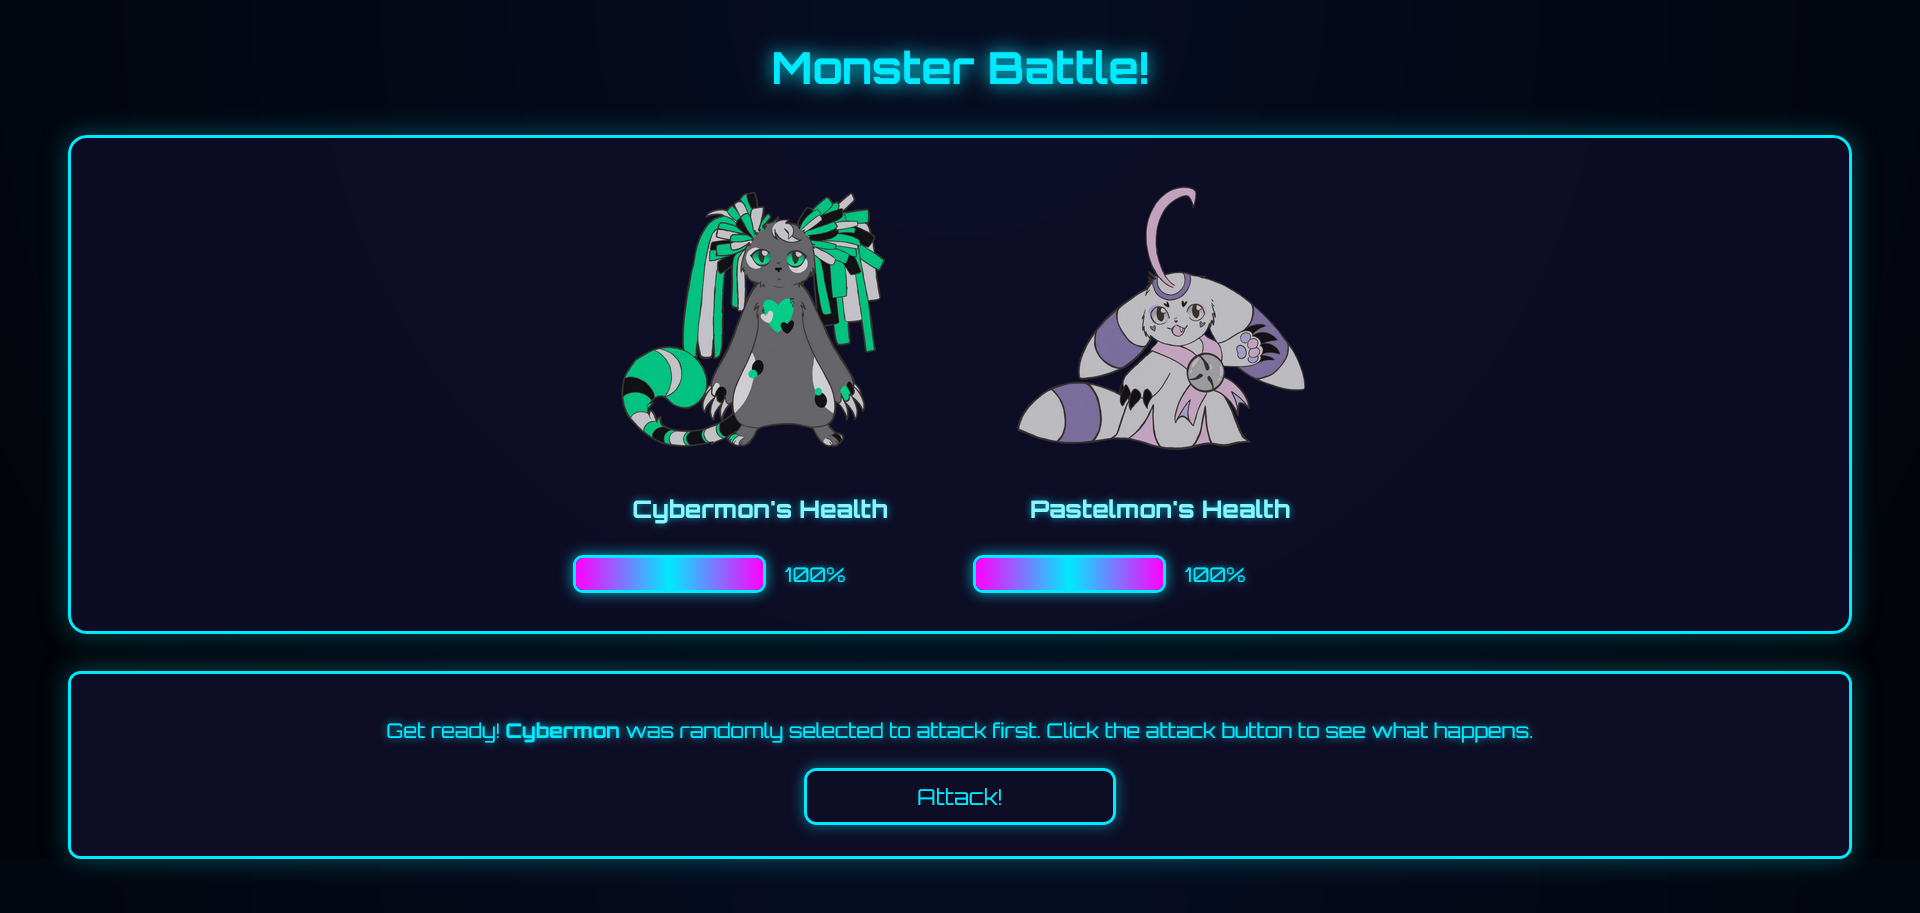 Monster Battle!
Cybermon's Health
Pastelmon's Health
100%
100%
Get ready! Cybermon was randomly selected to attack first. Click the attack button to see what happens.
Attack!